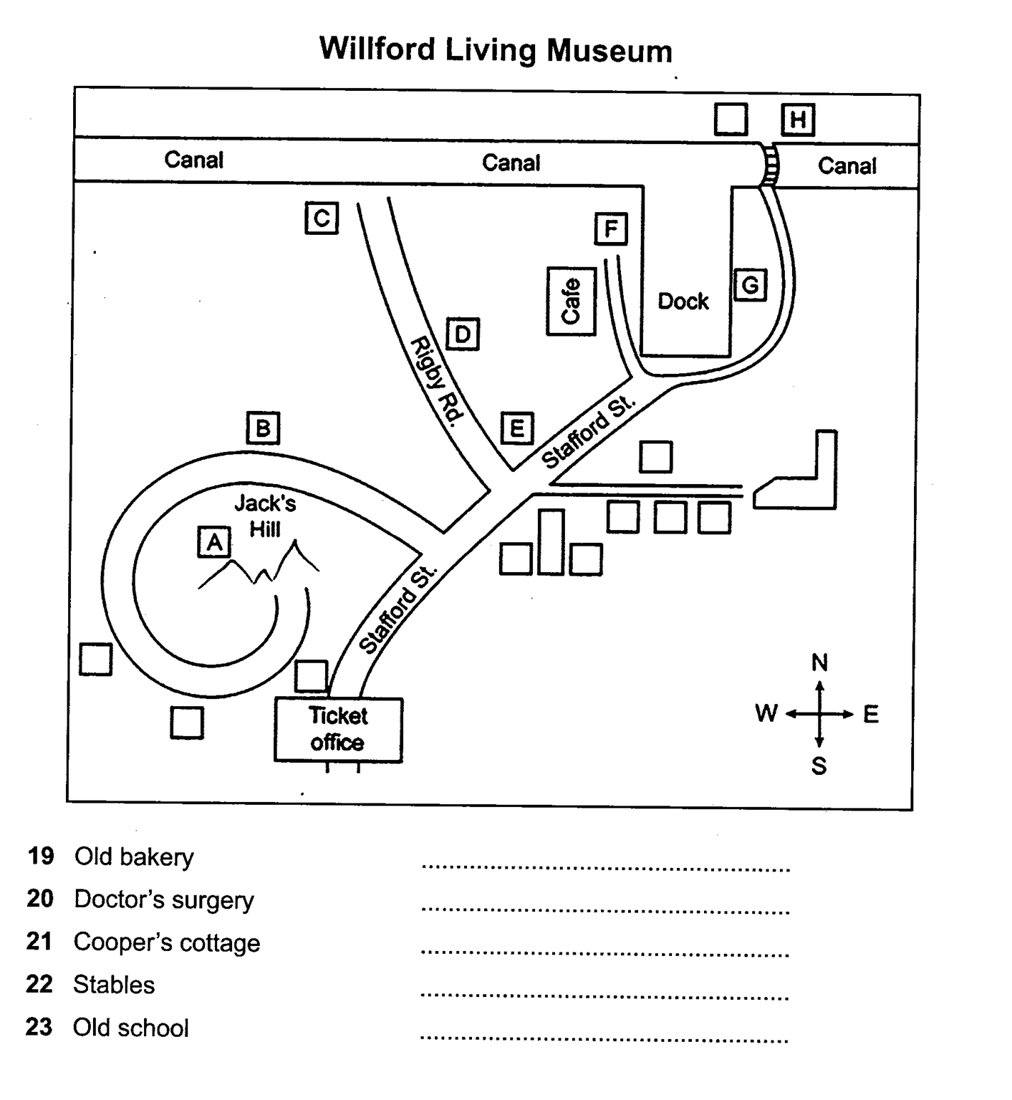 Willford Living Museum
H
Canal
Canal
Canal
C
F
G
Cafe
Dock
D
Rigby Rd.
E
Stafford St.
B
Jack's
Hill
A
Stafford St.
Ticket
office
N
W E
S
19 Old bakery ........................................
20 Doctor's surgery ........................................
21 Cooper's cottage ........................................
22 Stables ........................................
23 Old school ........................................